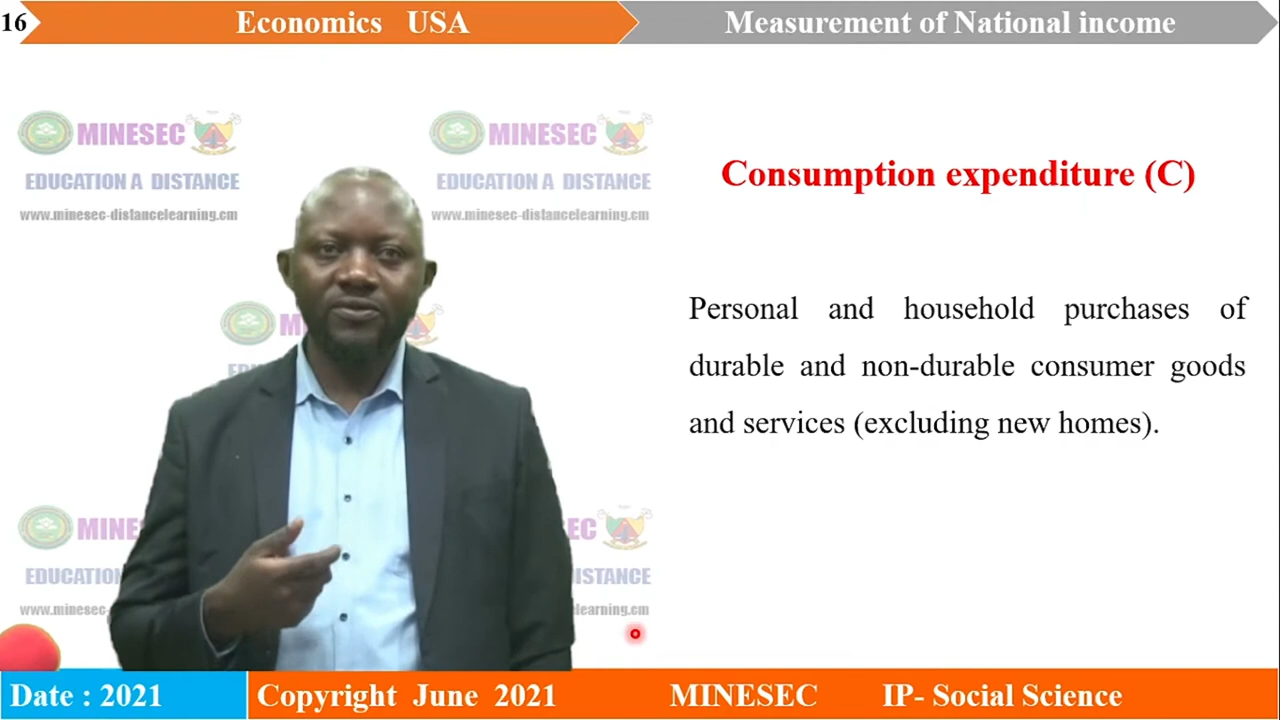 16
Economics USA
Measurement of National income
MINESEC
EDUCATION A DISTANCE
www.minesec-distancelearning.cm
MINESEC
EDUCATION A DISTANCE
www.minesec-distancelearning.cm
Consumption expenditure (C)
Personal and household purchases of
durable and non-durable consumer goods
and services (excluding new homes).
Date : 2021
Copyright June 2021
MINESEC
IP- Social Science